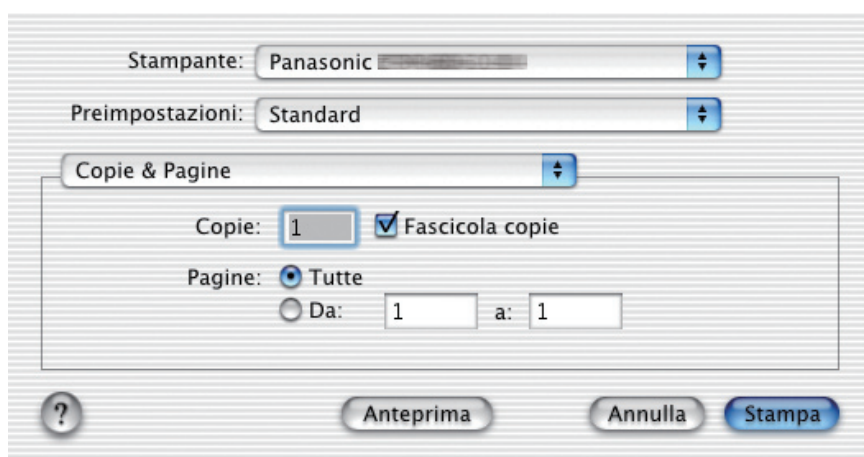 Stampante: Panasonic
Preimpostazioni: Standard
Copie & Pagine
Copie: 1 Fascicola copie
Pagine: Tutte
Da: 1 a: 1
? Anteprima Annulla Stampa